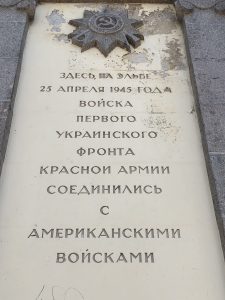 ЗДЕСЬ, НА ЭЛЬБЕ
25 АПРЕЛЯ 1945 ГОДА
ВОЙСКА
ПЕРВОГО
УКРАИНСКОГО
ФРОНТА
КРАСНОЙ АРМИИ
СОЕДИНИЛИСЬ
С
АМЕРИКАНСКИМИ
ВОЙСКАМИ